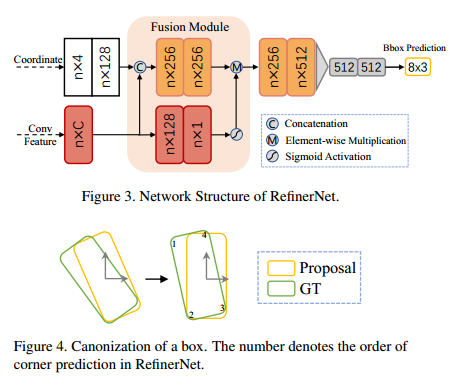 Fusion Module
Coordinate
n×4
n×128
C
n×256
n×256
M
n×256
n×512
512
512
Bbox Prediction
8×3
Conv
Feature
n×C
n×128
n×1
C Concatenation
M Element-wise Multiplication
Sigmoid Activation
Figure 3. Network Structure of RefinerNet.
1
4
2
3
Proposal
GT
Figure 4. Canonization of a box. The number denotes the order of
corner prediction in RefinerNet.